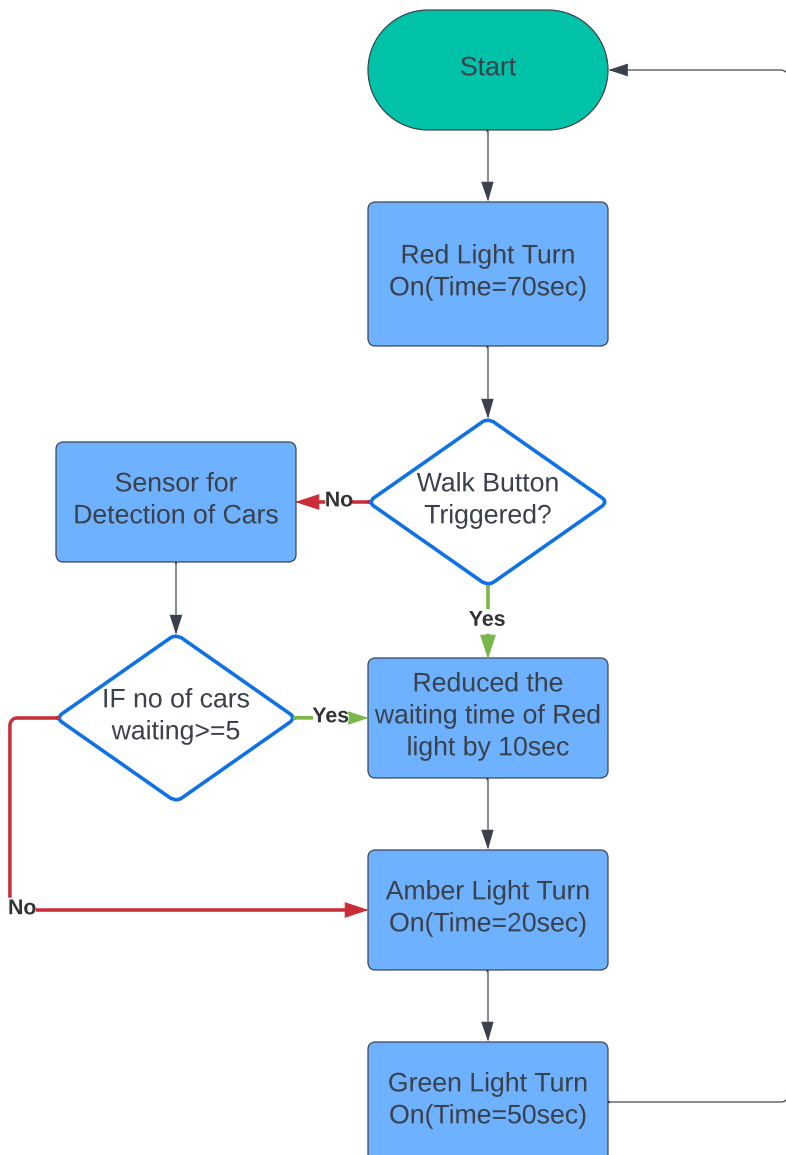 Start
Red Light Turn
On(Time=70sec)
Walk Button
Triggered?
No
Sensor for
Detection of Cars
Yes
IF no of cars
waiting>=5
Yes
Reduced the
waiting time of Red
light by 10sec
No
Amber Light Turn
On(Time=20sec)
Green Light Turn
On(Time=50sec)